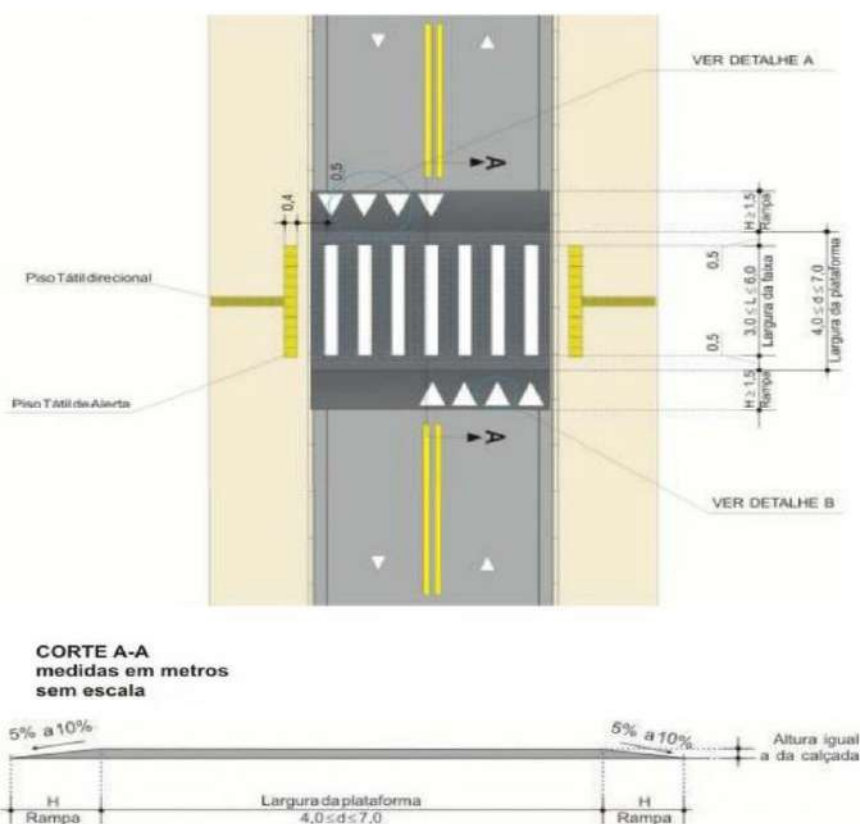 VER DETALHE A
A
0,5
0,4
H ≥ 1,5
Rampa
Piso Tátil direcional
0,5
3,0 ≤ L ≤ 6,0
Largura da faixa
4,0 ≤ d ≤ 7,0
Largura da plataforma
0,5
H ≥ 1,5
Rampa
Piso Tátil de Alerta
A
VER DETALHE B
CORTE A-A
medidas em metros
sem escala
5% a 10%
5% a 10%
Altura igual
a da calçada
H
Rampa
Largura da plataforma
4,0 ≤ d ≤ 7,0
H
Rampa